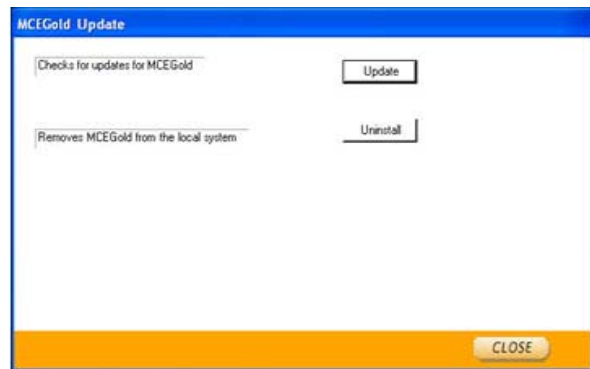 MCEGold Update
Checks for updates for MCEGold
Update
Removes MCEGold from the local system
Uninstall
CLOSE